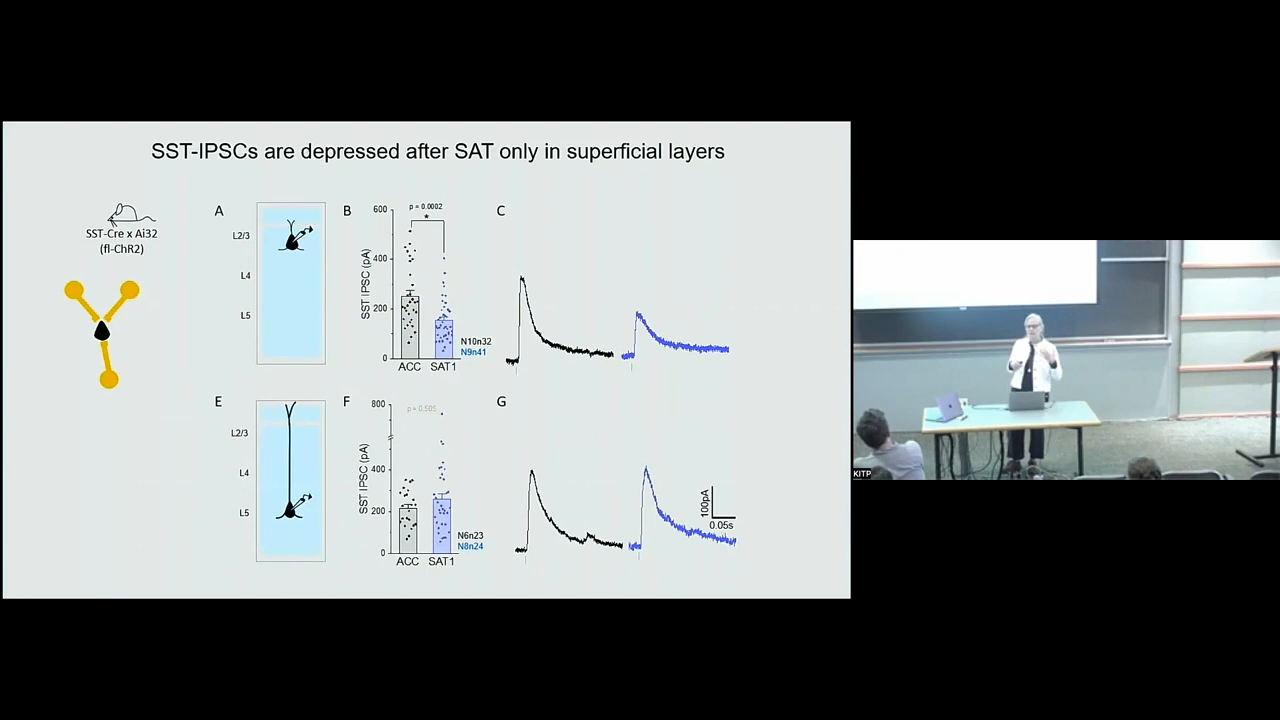 SST-IPSCs are depressed after SAT only in superficial layers
SST-Cre x Ai32
(fl-ChR2)
A
L2/3
L4
L5
B
p = 0.0002
*
SST IPSC (pA)
600
400
200
0
ACC
SAT1
N10n32
N9n41
C
E
L2/3
L4
L5
F
p = 0.505
SST IPSC (pA)
800
400
200
0
ACC
SAT1
N6n23
N8n24
G
100pA
0.05s
KITP